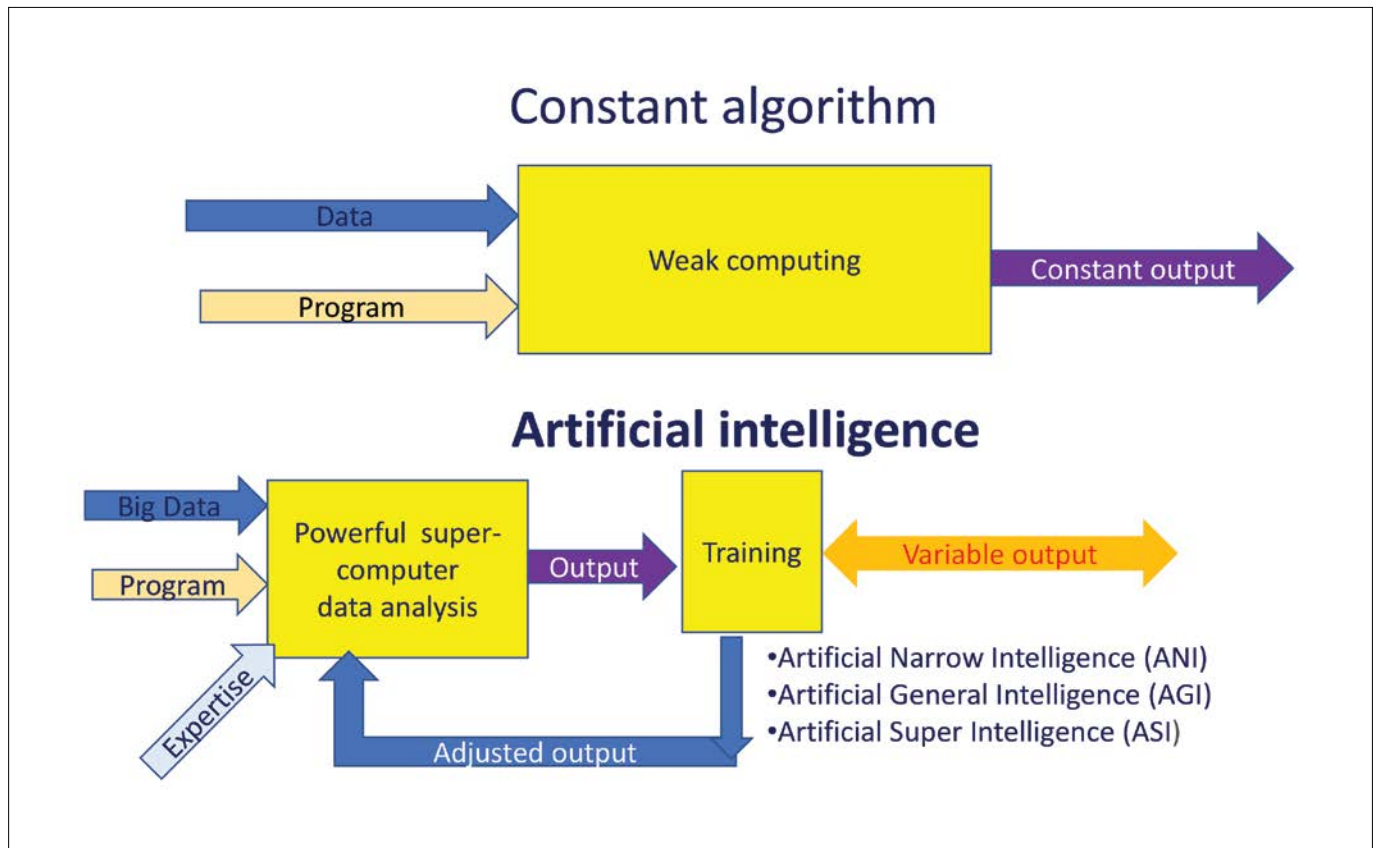 Constant algorithm
Data
Program
Weak computing
Constant output
Artificial intelligence
Big Data
Program
Expertise
Powerful super-
computer
data analysis
Output
Training
Variable output
Adjusted output
•Artificial Narrow Intelligence (ANI)
•Artificial General Intelligence (AGI)
•Artificial Super Intelligence (ASI)